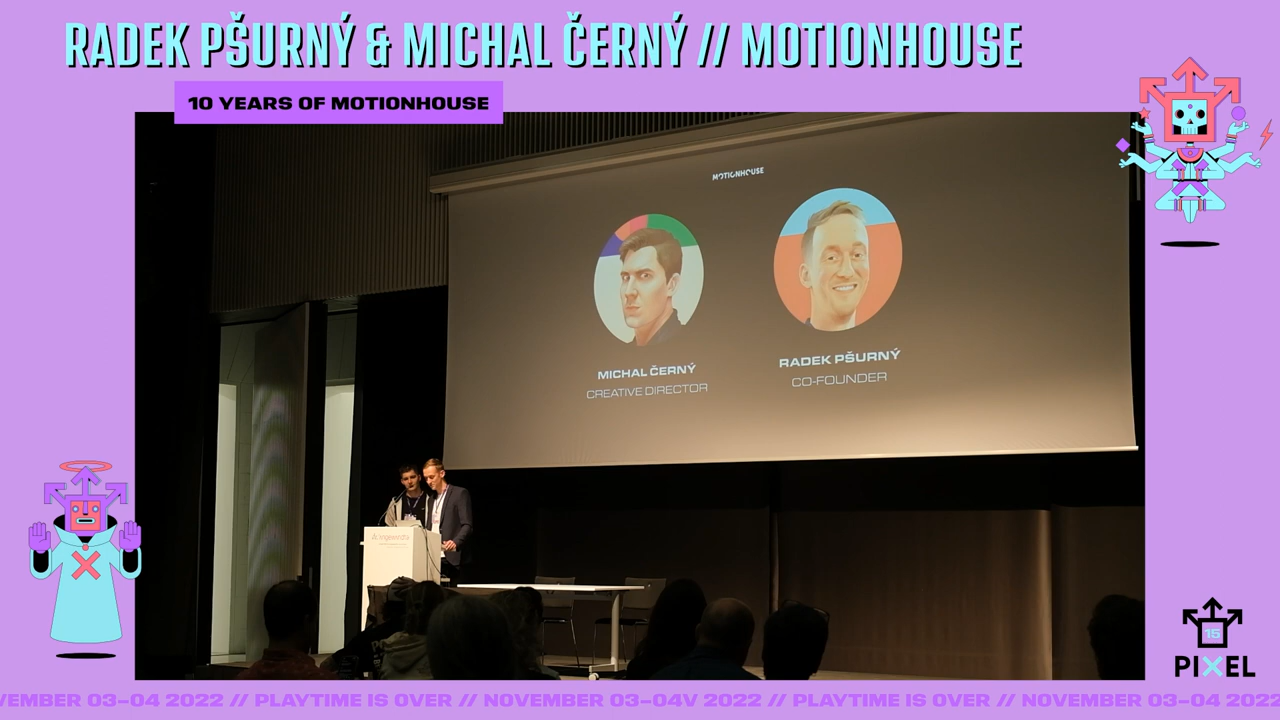 RADEK PŠURNÝ & MICHAL ČERNÝ // MOTIONHOUSE
10 YEARS OF MOTIONHOUSE
MOTIONHOUSE
MICHAL ČERNÝ
CREATIVE DIRECTOR
RADEK PŠURNÝ
CO-FOUNDER
15
PIXEL
VEMBER 03–04 2022 // PLAYTIME IS OVER // NOVEMBER 03–04V 2022 // PLAYTIME IS OVER // NOVEMBER 03–04 2022